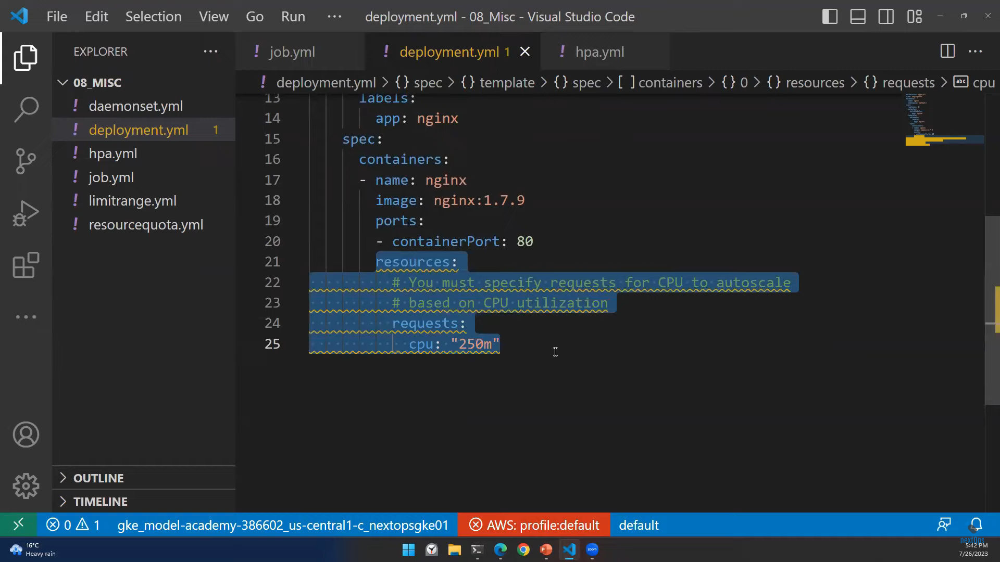 File Edit Selection View Go Run ··· deployment.yml - 08_Misc - Visual Studio Code
EXPLORER ···
08_MISC
! daemonset.yml
! deployment.yml 1
! hpa.yml
! job.yml
! limitrange.yml
! resourcequota.yml
OUTLINE
TIMELINE
! job.yml ! deployment.yml 1 ! hpa.yml
! deployment.yml > {} spec > {} template > {} spec > [ ] containers > {} 0 > {} resources > {} requests > abc cpu
13 labels:
14 app: nginx
15 spec:
16 containers:
17 - name: nginx
18 image: nginx:1.7.9
19 ports:
20 - containerPort: 80
21 resources:
22 # You must specify requests for CPU to autoscale
23 # based on CPU utilization
24 requests:
25 cpu: "250m"
0 1 gke_model-academy-386602_us-central1-c_nextopsgke01 AWS: profile:default default
16°C
Heavy rain
zoom
nextOps
5:42 PM
7/26/2023